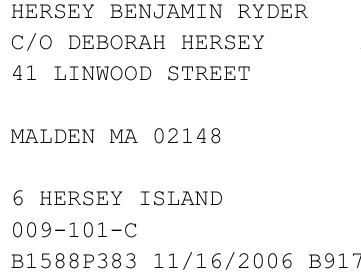 HERSEY BENJAMIN RYDER
C/O DEBORAH HERSEY
41 LINWOOD STREET
MALDEN MA 02148
6 HERSEY ISLAND
009-101-C
B1588P383 11/16/2006 B917